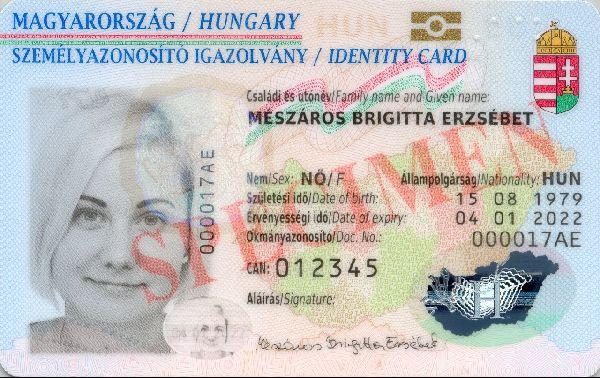 MAGYARORSZÁG / HUNGARY HUN
SZEMÉLYAZONOSÍTÓ IGAZOLVÁNY / IDENTITY CARD
Családi és utónév/Family name and Given name:
MÉSZÁROS BRIGITTA ERZSÉBET
Nem/Sex: NŐ/F Állampolgárság/Nationality: HUN
Születési idő/Date of birth: 15 08 1979
Érvényességi idő/Date of expiry: 04 01 2022
Okmányazonosító/Doc. No.: 000017AE
CAN: 012345
Aláírás/Signature:
Mészáros Brigitta Erzsébet
000017AE
SPECIMEN